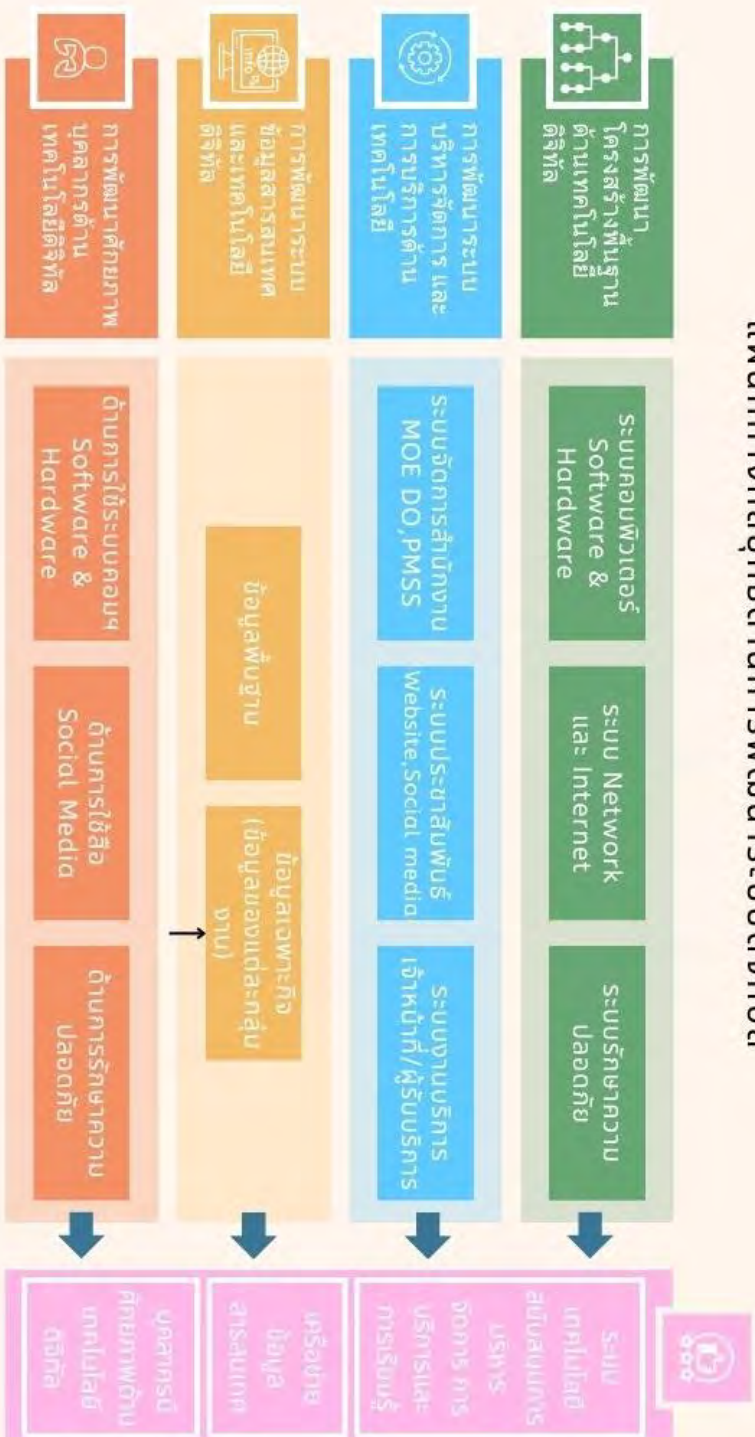 กลยุทธ์ด้านการพัฒนาระบบดิจิทัล
การพัฒนา
โครงสร้างพื้นฐาน
ด้านเทคโนโลยี
ดิจิทัล
ระบบคอมพิวเตอร์
Software &
Hardware
ระบบ Network
และ Internet
ระบบรักษาความ
ปลอดภัย
การพัฒนาระบบ
บริหารจัดการ และ
การบริการด้าน
เทคโนโลยี
ระบบจัดการสำนักงาน
MOE DO,PMSS
ระบบประชาสัมพันธ์
Website,Social media
ระบบงานบริการ
เจ้าหน้าที่/ผู้รับบริการ
ระบบ
เทคโนโลยี
สนับสนุนการ
บริหาร
จัดการ การ
บริการและ
การเรียนรู้
info
การพัฒนาระบบ
ข้อมูลสารสนเทศ
และเทคโนโลยี
ดิจิทัล
ข้อมูลพื้นฐาน
ข้อมูลเฉพาะกิจ
(ข้อมูลของแต่ละกลุ่ม
งาน)
เครือข่าย
ข้อมูล
สารสนเทศ
การพัฒนาศักยภาพ
บุคลากรด้าน
เทคโนโลยีดิจิทัล
ด้านการใช้ระบบคอมฯ
Software &
Hardware
ด้านการใช้สื่อ
Social Media
ด้านการรักษาความ
ปลอดภัย
บุคลากรมี
ศักยภาพด้าน
เทคโนโลยี
ดิจิทัล